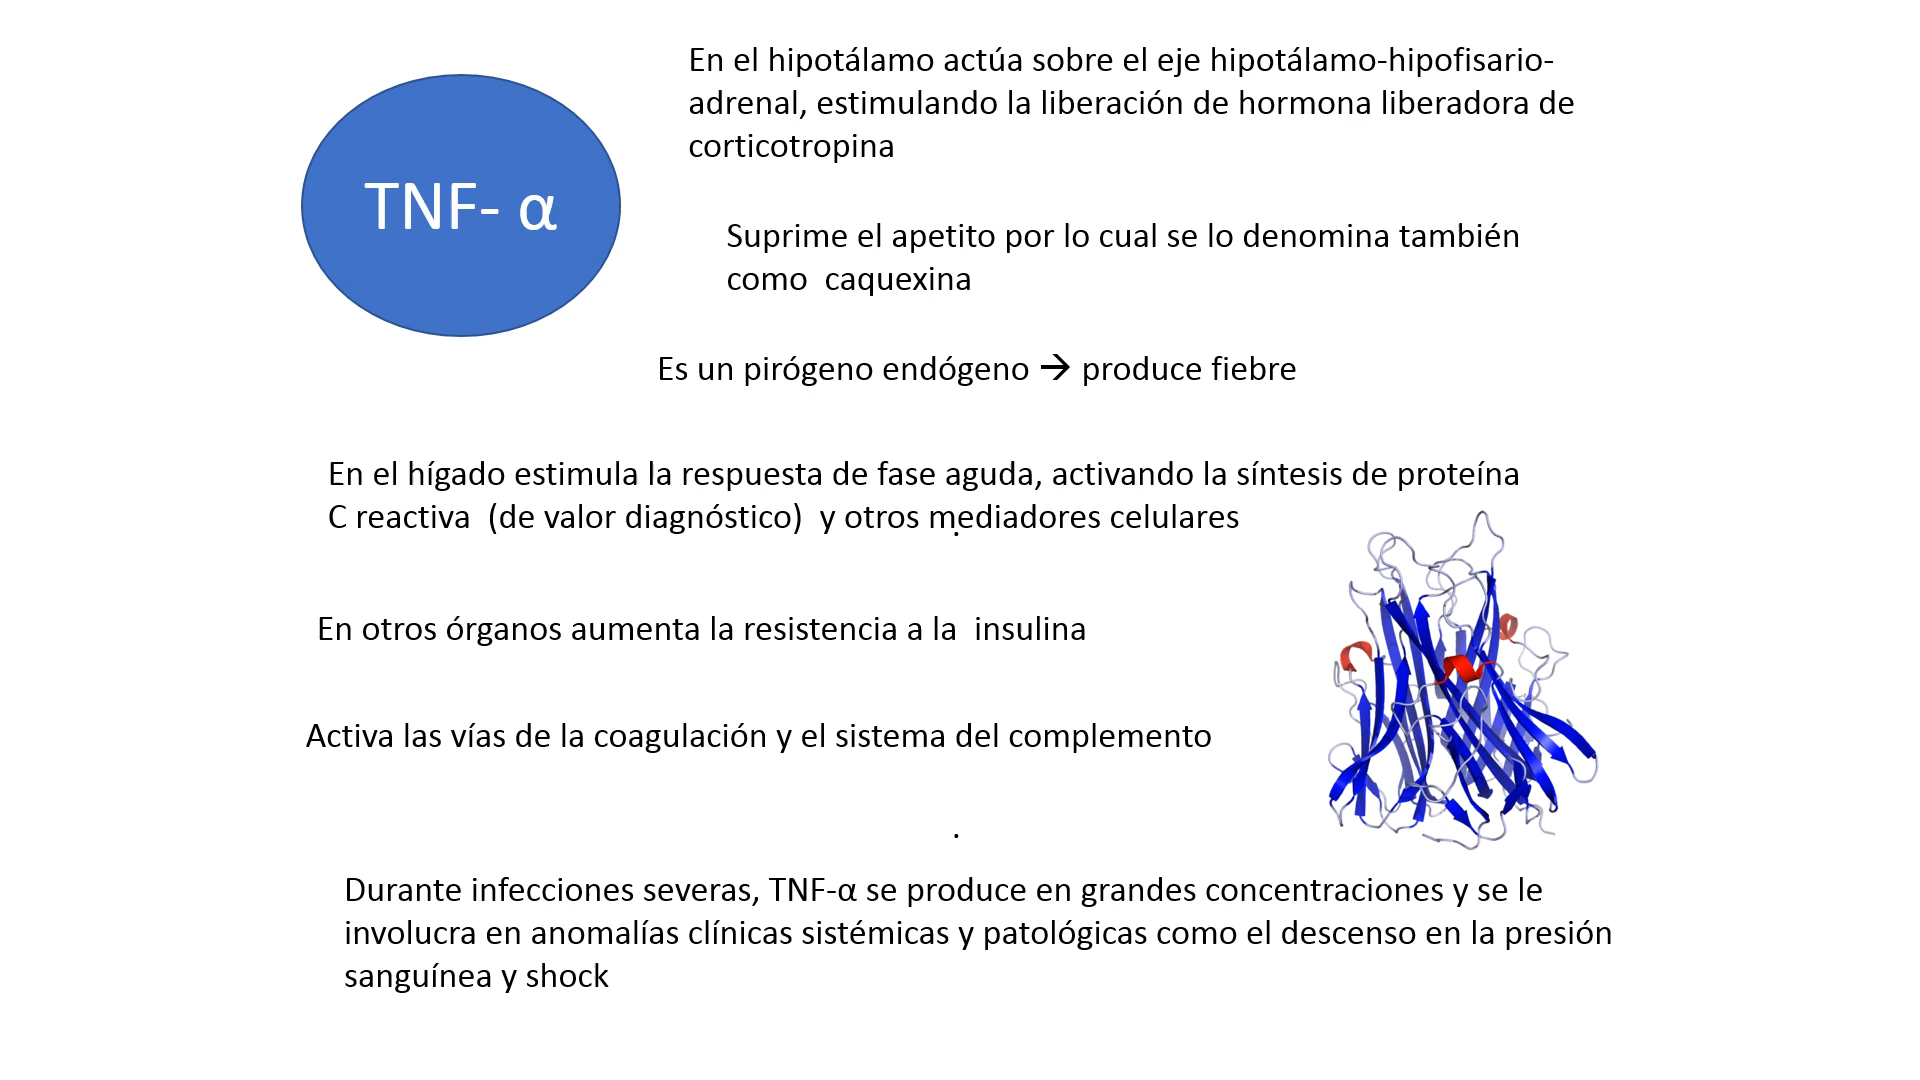 TNF- α
En el hipotálamo actúa sobre el eje hipotálamo-hipofisario-
adrenal, estimulando la liberación de hormona liberadora de
corticotropina
Suprime el apetito por lo cual se lo denomina también
como  caquexina
Es un pirógeno endógeno → produce fiebre
En el hígado estimula la respuesta de fase aguda, activando la síntesis de proteína
C reactiva  (de valor diagnóstico)  y otros mediadores celulares
.
En otros órganos aumenta la resistencia a la  insulina
Activa las vías de la coagulación y el sistema del complemento
.
Durante infecciones severas, TNF-α se produce en grandes concentraciones y se le
involucra en anomalías clínicas sistémicas y patológicas como el descenso en la presión
sanguínea y shock